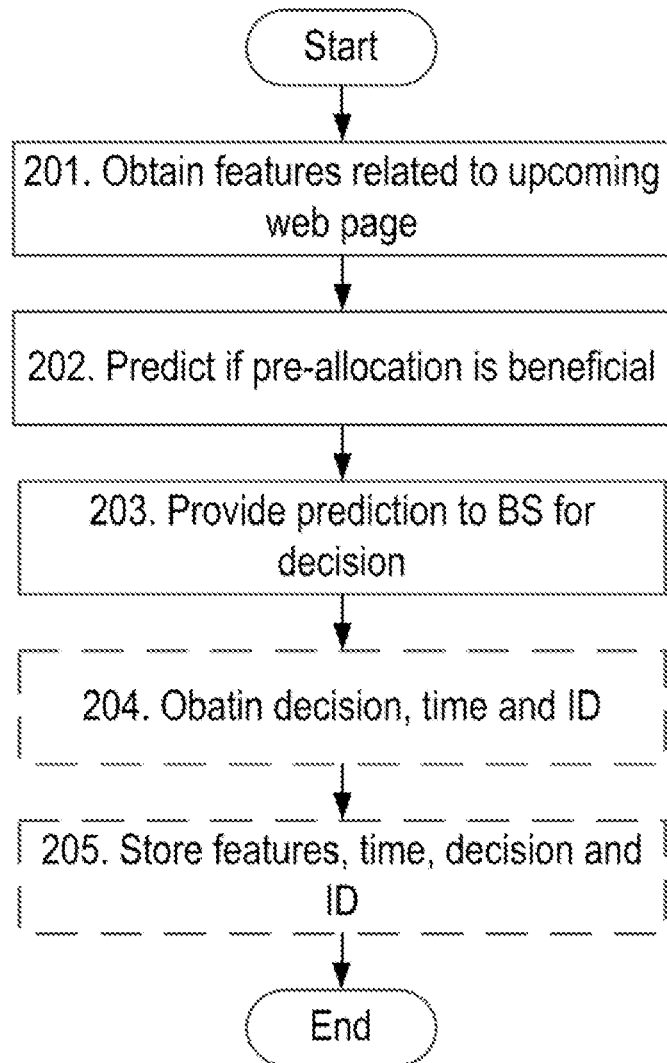 Start
201. Obtain features related to upcoming
web page
202. Predict if pre-allocation is beneficial
203. Provide prediction to BS for
decision
204. Obatin decision, time and ID
205. Store features, time, decision and
ID
End